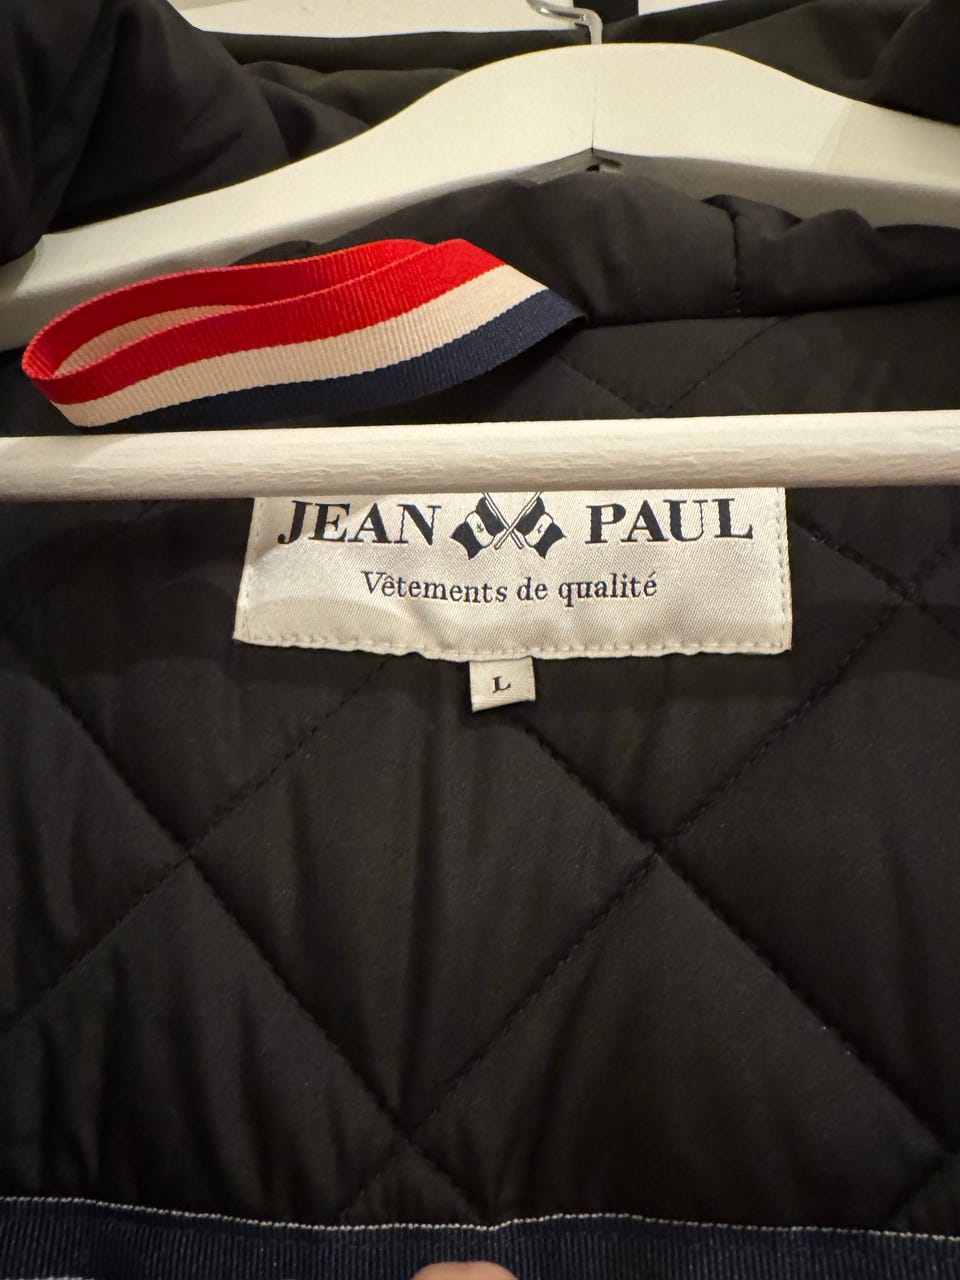 JEAN PAUL
Vêtements de qualité
L